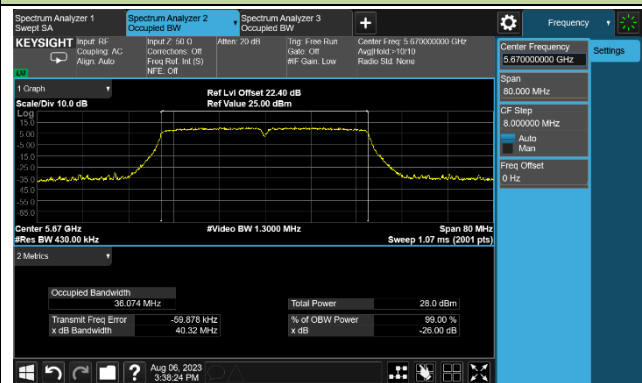 Spectrum Analyzer 1
Swept SA
Spectrum Analyzer 2
Occupied BW
Spectrum Analyzer 3
Occupied BW
+
Frequency
KEYSIGHT
Input: RF
Coupling: AC
Align: Auto
Input Z: 50 Ω
Corrections: Off
Freq Ref: Int (S)
NFE: Off
Atten: 20 dB
Trig: Free Run
Gate: Off
#IF Gain: Low
Center Freq: 5.670000000 GHz
Avg|Hold:>10/10
Radio Std: None
LXI
Center Frequency
5.670000000 GHz
Settings
Span
80.000 MHz
CF Step
8.000000 MHz
Auto
Man
Freq Offset
0 Hz
1 Graph
Scale/Div 10.0 dB
Ref Lvl Offset 22.40 dB
Ref Value 25.00 dBm
Log
15.0
5.00
-5.00
-15.0
-25.0
-35.0
-45.0
-55.0
-65.0
Center 5.67 GHz
#Res BW 430.00 kHz
#Video BW 1.3000 MHz
Span 80 MHz
Sweep 1.07 ms (2001 pts)
2 Metrics
Occupied Bandwidth
36.074 MHz
Total Power 28.0 dBm
Transmit Freq Error -59.878 kHz
% of OBW Power 99.00 %
x dB Bandwidth 40.32 MHz
x dB -26.00 dB
?
Aug 06, 2023
3:38:24 PM